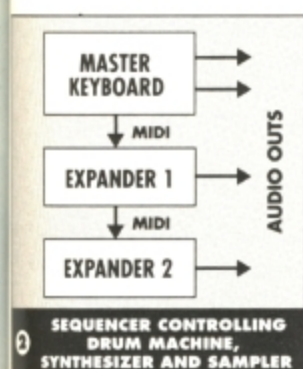 MASTER
KEYBOARD
MIDI
EXPANDER 1
MIDI
EXPANDER 2
AUDIO OUTS
2 SEQUENCER CONTROLLING
DRUM MACHINE,
SYNTHESIZER AND SAMPLER